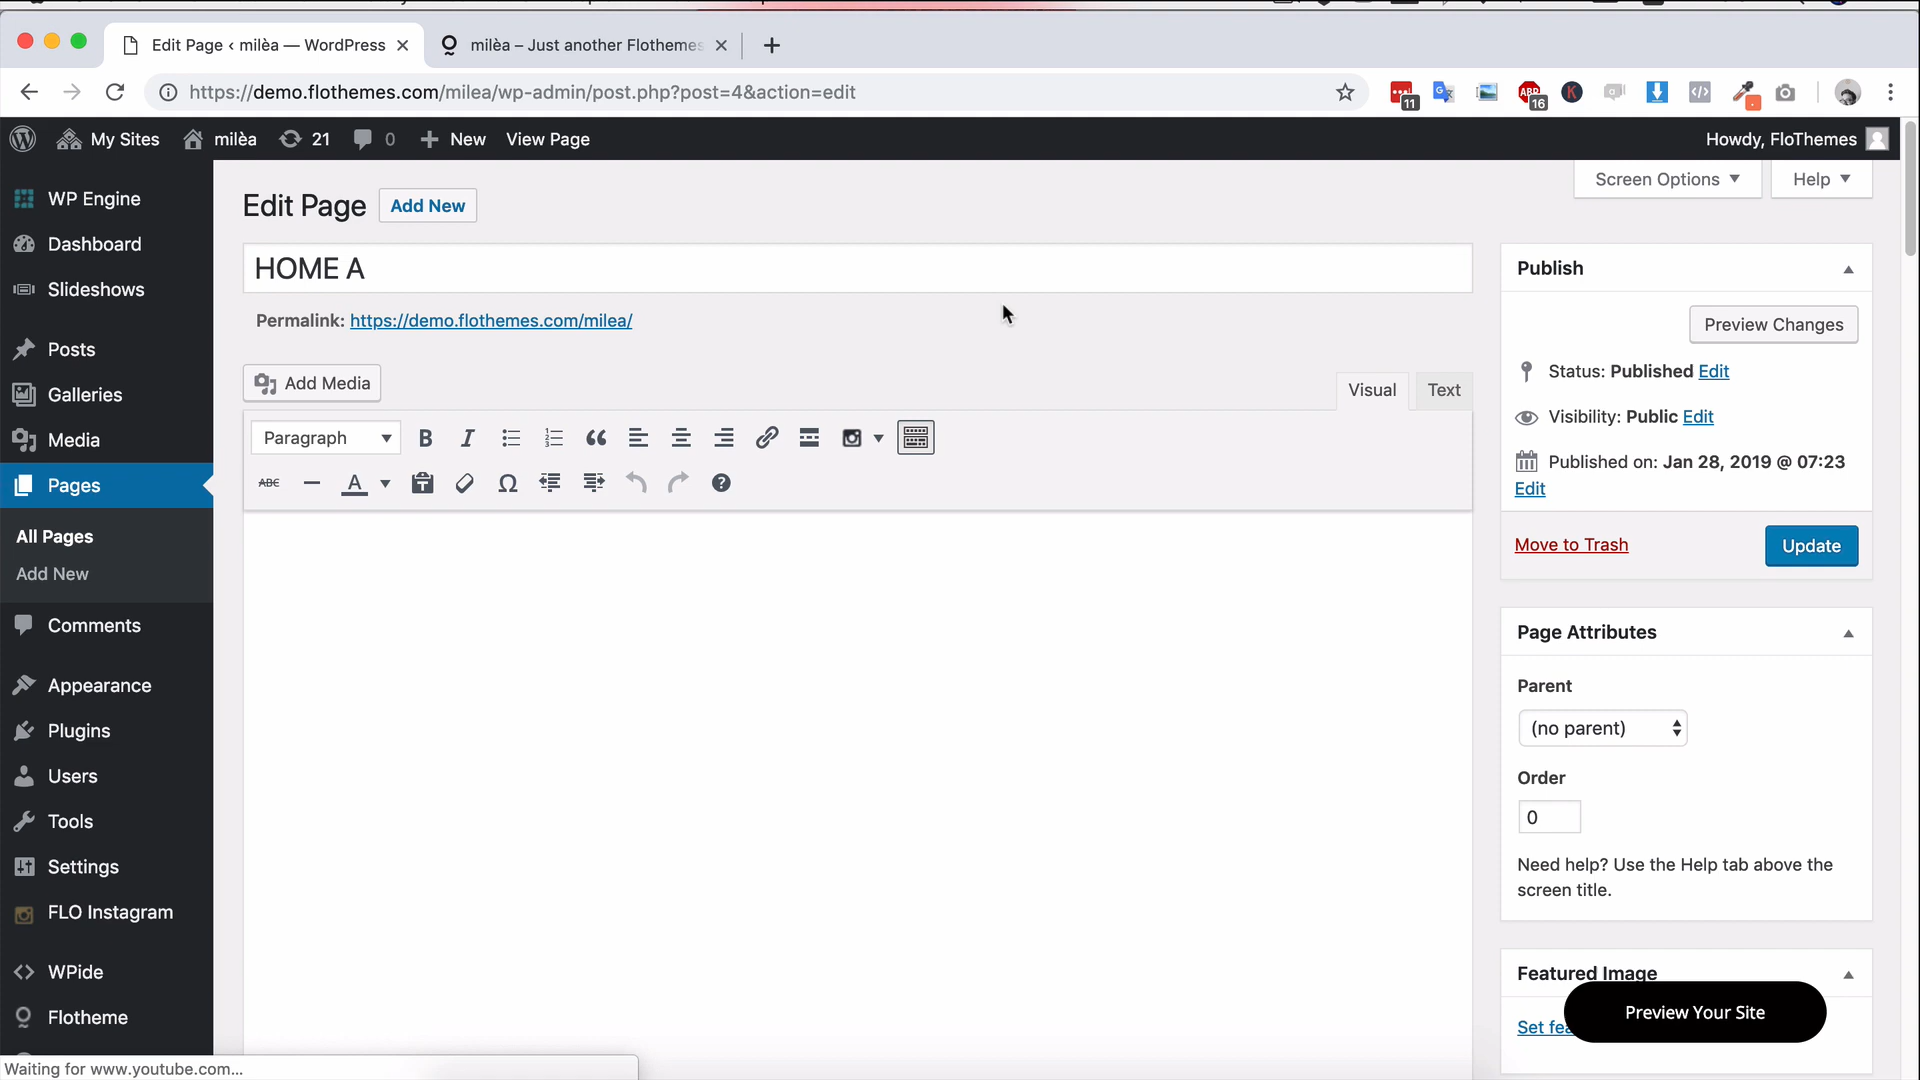 Edit Page ‹ milèa — WordPress
milèa – Just another Flothemes
https://demo.flothemes.com/milea/wp-admin/post.php?post=4&action=edit
11
ABP
16
K
My Sites
milèa
21
0
New
View Page
Howdy, FloThemes
WP Engine
Dashboard
Slideshows
Posts
Galleries
Media
Pages
All Pages
Add New
Comments
Appearance
Plugins
Users
Tools
Settings
FLO Instagram
WPide
Flotheme
Edit Page
Add New
Screen Options
Help
HOME A
Permalink: https://demo.flothemes.com/milea/
Add Media
Visual
Text
Paragraph
B I
ABC
A
Ω
Publish
Preview Changes
Status: Published Edit
Visibility: Public Edit
Published on: Jan 28, 2019 @ 07:23
Edit
Move to Trash
Update
Page Attributes
Parent
(no parent)
Order
0
Need help? Use the Help tab above the
screen title.
Featured Image
Set fea
Preview Your Site
Waiting for www.youtube.com...